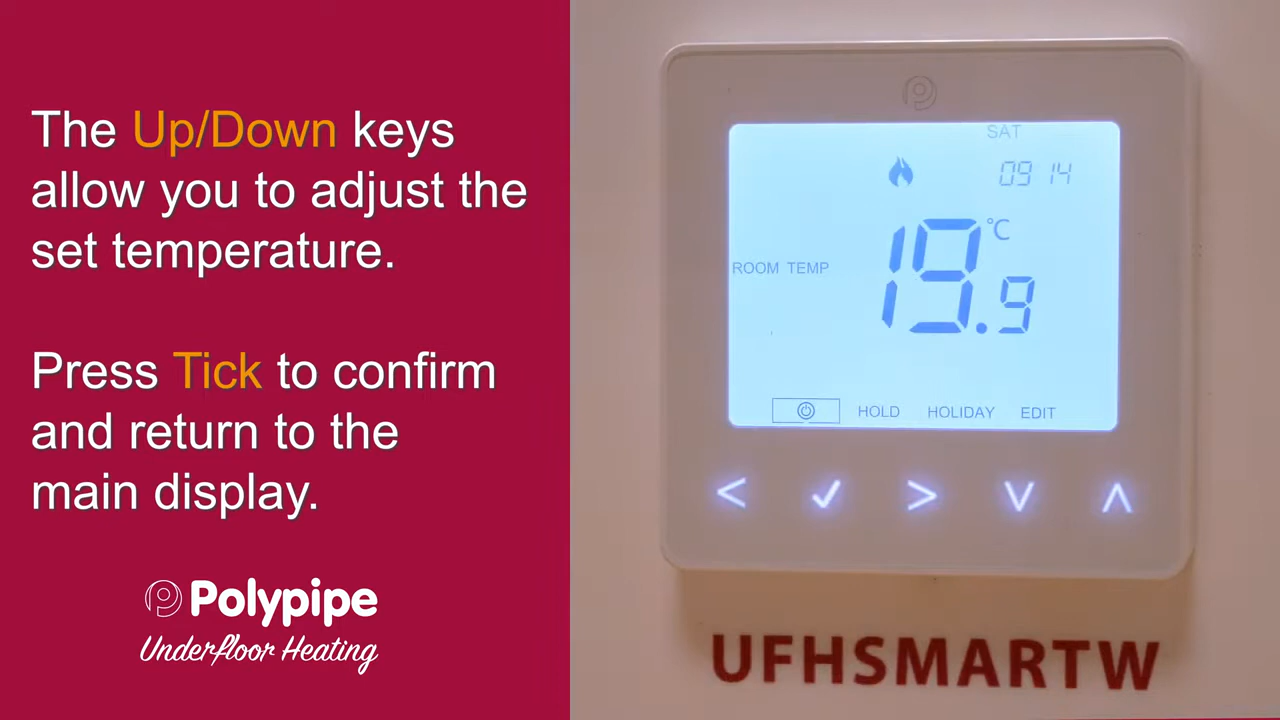 The Up/Down keys
allow you to adjust the
set temperature.
Press Tick to confirm
and return to the
main display.
Polypipe
Underfloor Heating
SAT
09 14
19.9 °C
ROOM TEMP
HOLD HOLIDAY EDIT
UFHSMARTW